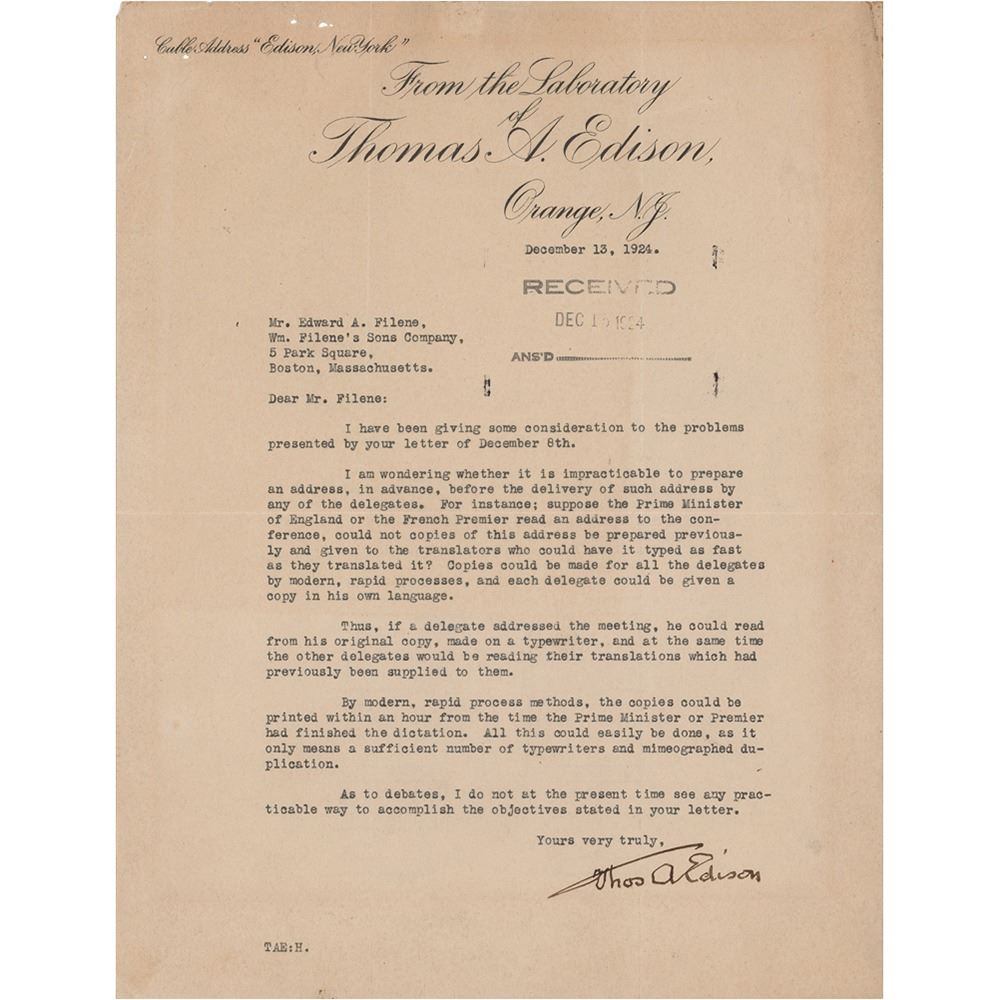 Cable Address "Edison, New York"
From the Laboratory
of
Thomas A. Edison,
Orange, N.J.
December 13, 1924.
RECEIVED
DEC 1 1924
ANS'D
Mr. Edward A. Filene,
Wm. Filene's Sons Company,
5 Park Square,
Boston, Massachusetts.
Dear Mr. Filene:
I have been giving some consideration to the problems
presented by your letter of December 8th.
I am wondering whether it is impracticable to prepare
an address, in advance, before the delivery of such address by
any of the delegates. For instance; suppose the Prime Minister
of England or the French Premier read an address to the con-
ference, could not copies of this address be prepared previous-
ly and given to the translators who could have it typed as fast
as they translated it? Copies could be made for all the delegates
by modern, rapid processes, and each delegate could be given a
copy in his own language.
Thus, if a delegate addressed the meeting, he could read
from his original copy, made on a typewriter, and at the same time
the other delegates would be reading their translations which had
previously been supplied to them.
By modern, rapid process methods, the copies could be
printed within an hour from the time the Prime Minister or Premier
had finished the dictation. All this could easily be done, as it
only means a sufficient number of typewriters and mimeographed du-
plication.
As to debates, I do not at the present time see any prac-
ticable way to accomplish the objectives stated in your letter.
Yours very truly,
Thos A Edison
TAE:H.